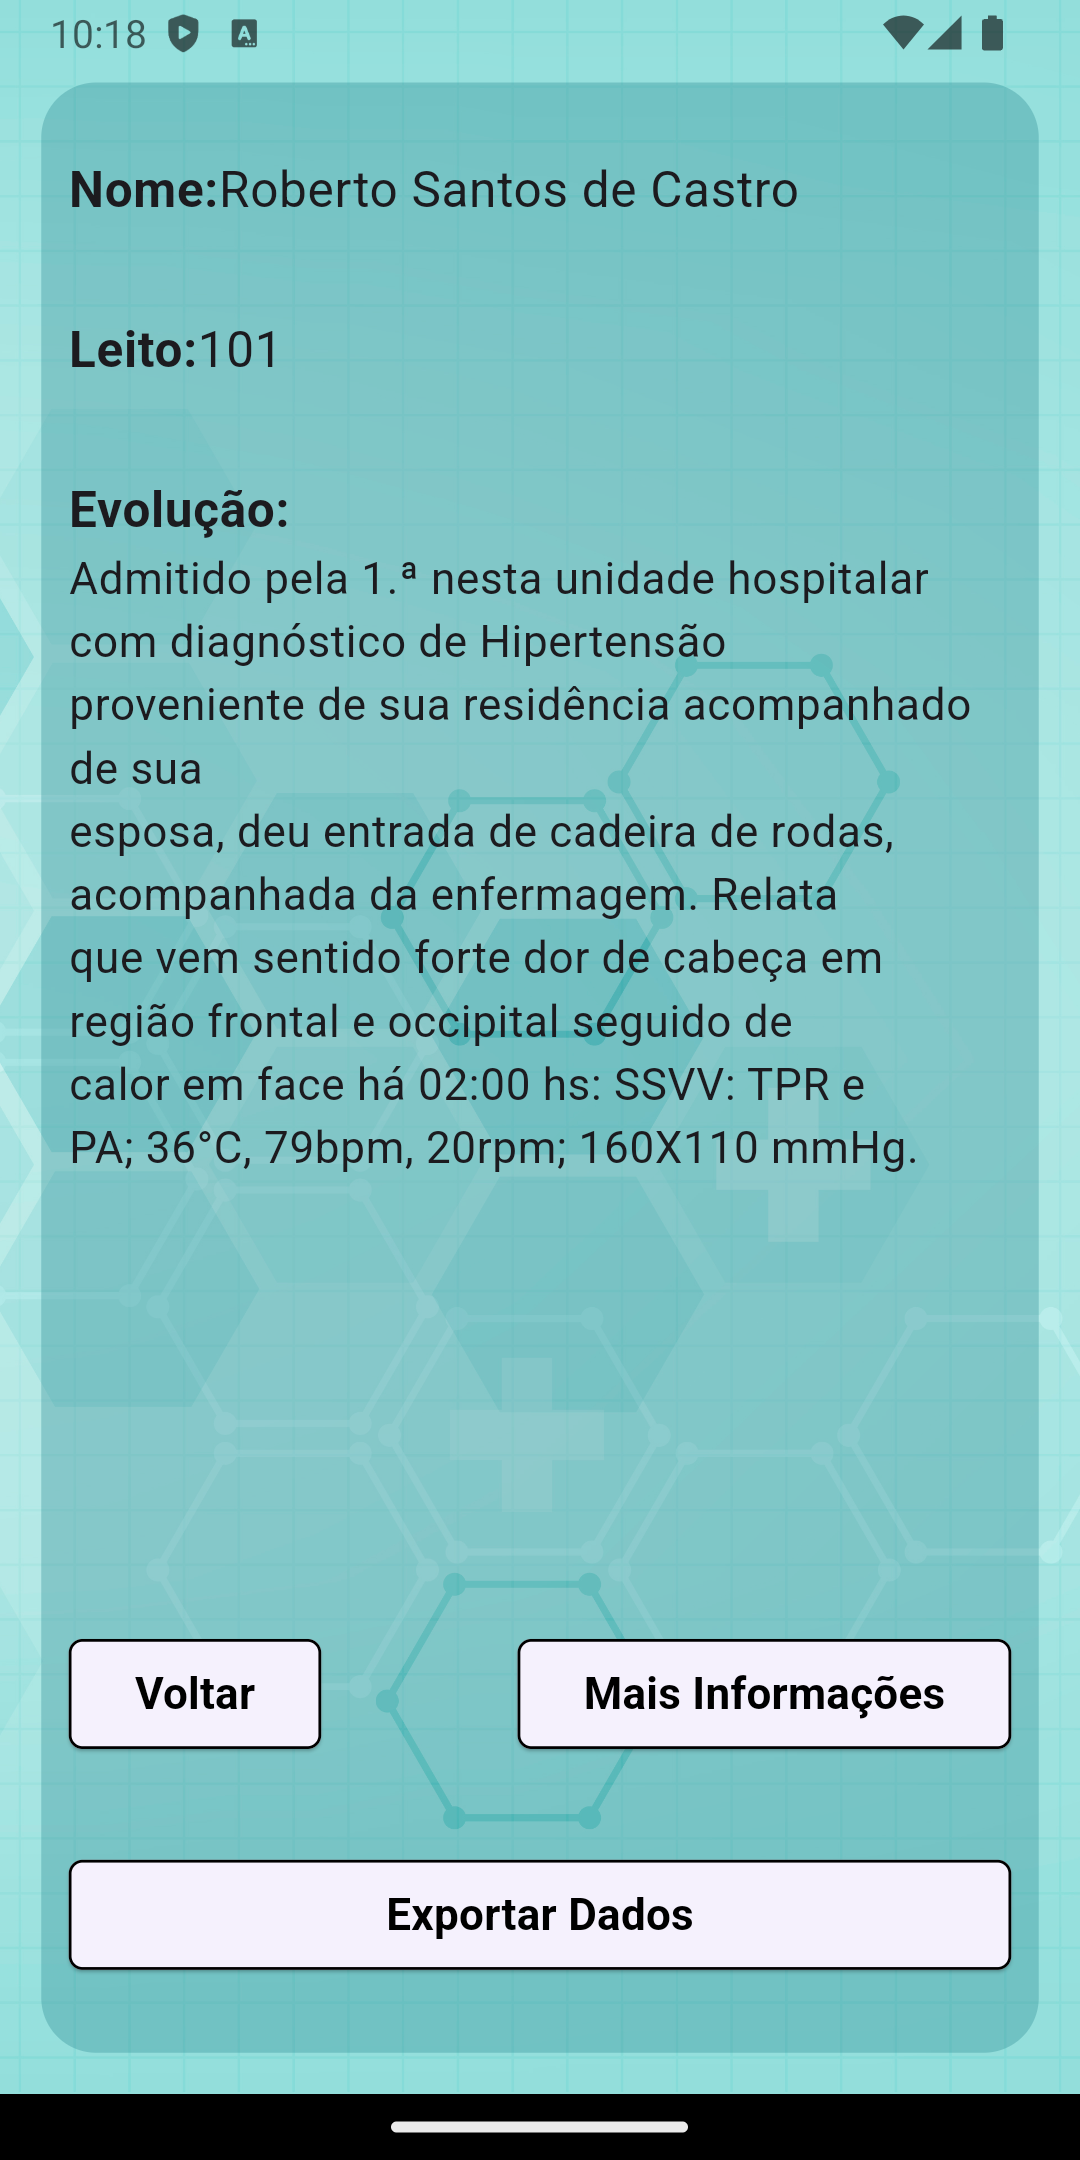 10:18
Nome:Roberto Santos de Castro
Leito:101
Evolução:
Admitido pela 1.ª nesta unidade hospitalar
com diagnóstico de Hipertensão
proveniente de sua residência acompanhado
de sua
esposa, deu entrada de cadeira de rodas,
acompanhada da enfermagem. Relata
que vem sentido forte dor de cabeça em
região frontal e occipital seguido de
calor em face há 02:00 hs: SSVV: TPR e
PA; 36°C, 79bpm, 20rpm; 160X110 mmHg.
Voltar
Mais Informações
Exportar Dados